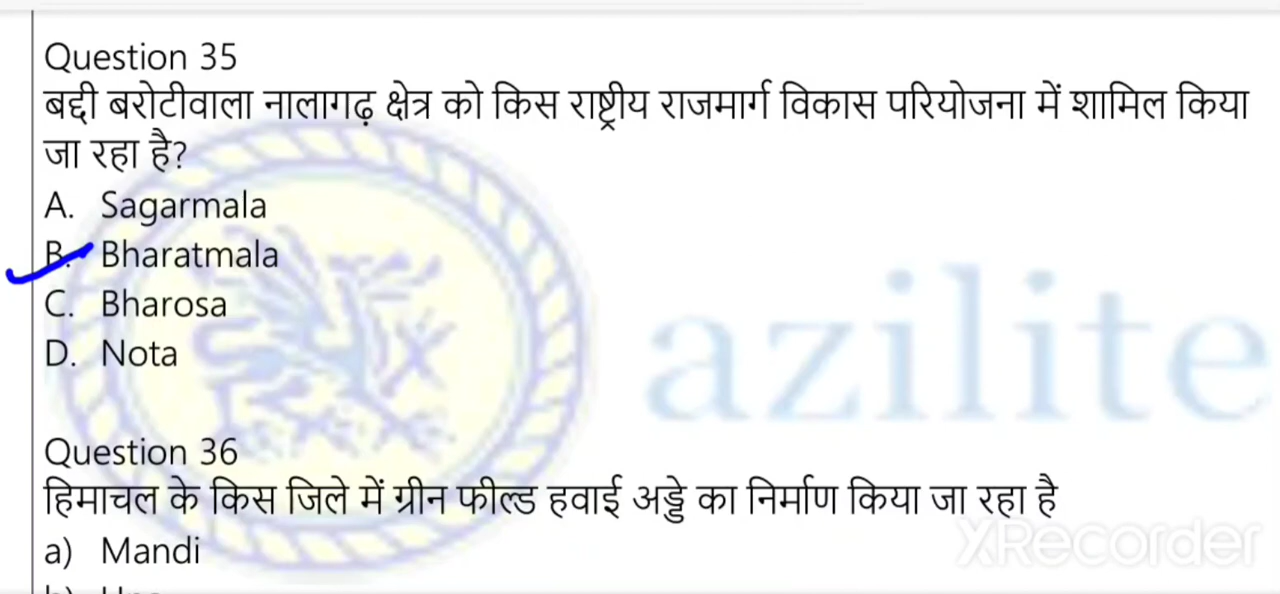 Question 35
बद्दी बरोटीवाला नालागढ़ क्षेत्र को किस राष्ट्रीय राजमार्ग विकास परियोजना में शामिल किया
जा रहा है?
A. Sagarmala
B. Bharatmala
C. Bharosa
D. Nota
azilite
Question 36
हिमाचल के किस जिले में ग्रीन फील्ड हवाई अड्डे का निर्माण किया जा रहा है
a) Mandi
XRecorder